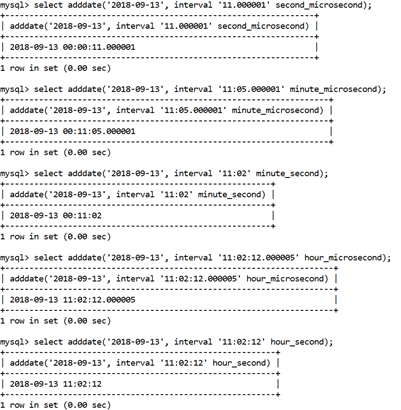 mysql> select adddate('2018-09-13', interval '11.000001' second_microsecond);
+------------------------------------------------------------+
| adddate('2018-09-13', interval '11.000001' second_microsecond) |
+------------------------------------------------------------+
| 2018-09-13 00:00:11.000001 |
+------------------------------------------------------------+
1 row in set (0.00 sec)
mysql> select adddate('2018-09-13', interval '11:05.000001' minute_microsecond);
+---------------------------------------------------------------+
| adddate('2018-09-13', interval '11:05.000001' minute_microsecond) |
+---------------------------------------------------------------+
| 2018-09-13 00:11:05.000001 |
+---------------------------------------------------------------+
1 row in set (0.00 sec)
mysql> select adddate('2018-09-13', interval '11:02' minute_second);
+----------------------------------------------------+
| adddate('2018-09-13', interval '11:02' minute_second) |
+----------------------------------------------------+
| 2018-09-13 00:11:02 |
+----------------------------------------------------+
1 row in set (0.00 sec)
mysql> select adddate('2018-09-13', interval '11:02:12.000005' hour_microsecond);
+----------------------------------------------------------------+
| adddate('2018-09-13', interval '11:02:12.000005' hour_microsecond) |
+----------------------------------------------------------------+
| 2018-09-13 11:02:12.000005 |
+----------------------------------------------------------------+
1 row in set (0.00 sec)
mysql> select adddate('2018-09-13', interval '11:02:12' hour_second);
+-----------------------------------------------------+
| adddate('2018-09-13', interval '11:02:12' hour_second) |
+-----------------------------------------------------+
| 2018-09-13 11:02:12 |
+-----------------------------------------------------+
1 row in set (0.00 sec)